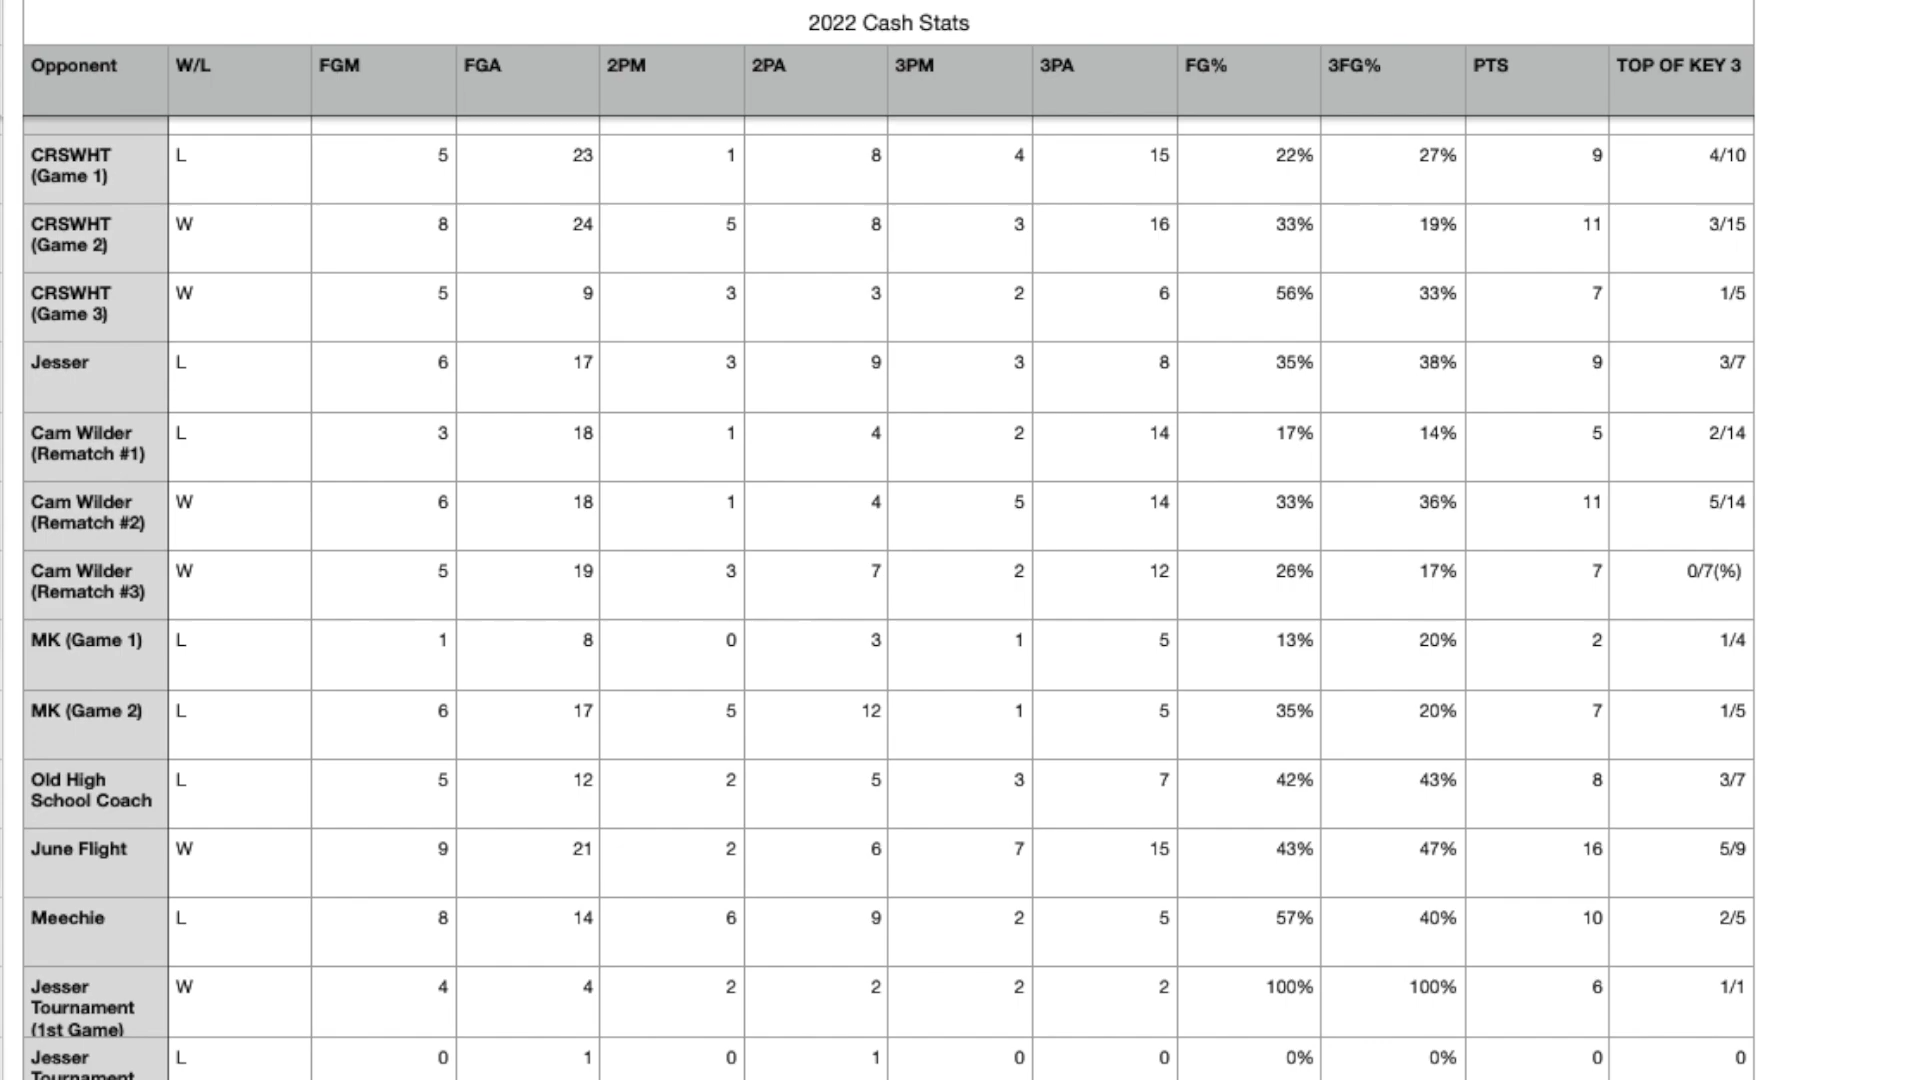 2022 Cash Stats
Opponent W/L FGM FGA 2PM 2PA 3PM 3PA FG% 3FG% PTS TOP OF KEY 3
CRSWHT L 5 23 1 8 4 15 22% 27% 9 4/10
(Game 1)
CRSWHT W 8 24 5 8 3 16 33% 19% 11 3/15
(Game 2)
CRSWHT W 5 9 3 3 2 6 56% 33% 7 1/5
(Game 3)
Jesser L 6 17 3 9 3 8 35% 38% 9 3/7
Cam Wilder L 3 18 1 4 2 14 17% 14% 5 2/14
(Rematch #1)
Cam Wilder W 6 18 1 4 5 14 33% 36% 11 5/14
(Rematch #2)
Cam Wilder W 5 19 3 7 2 12 26% 17% 7 0/7(%)
(Rematch #3)
MK (Game 1) L 1 8 0 3 1 5 13% 20% 2 1/4
MK (Game 2) L 6 17 5 12 1 5 35% 20% 7 1/5
Old High L 5 12 2 5 3 7 42% 43% 8 3/7
School Coach
June Flight W 9 21 2 6 7 15 43% 47% 16 5/9
Meechie L 8 14 6 9 2 5 57% 40% 10 2/5
Jesser W 4 4 2 2 2 2 100% 100% 6 1/1
Tournament
(1st Game)
Jesser L 0 1 0 1 0 0 0% 0% 0 0
Tournament